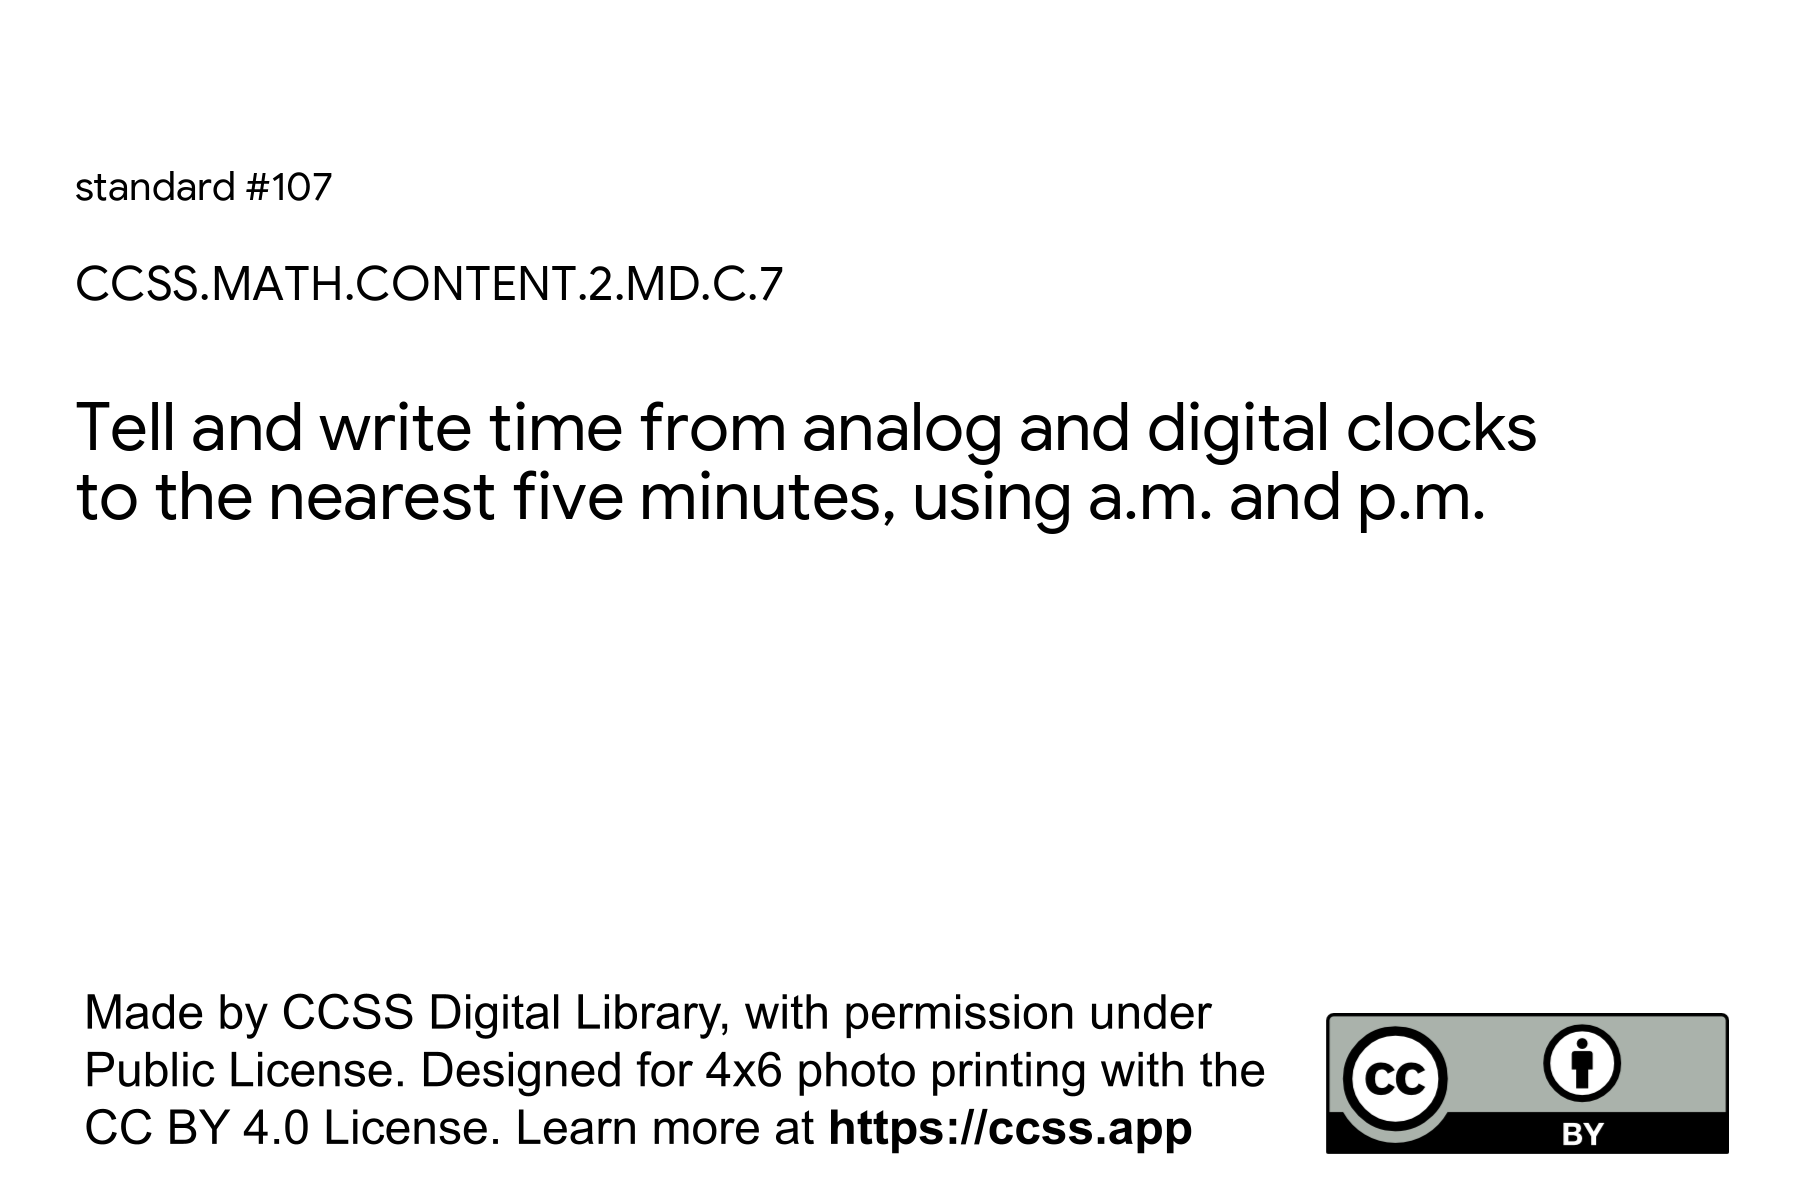 standard #107
CCSS.MATH.CONTENT.2.MD.C.7
Tell and write time from analog and digital clocks
to the nearest five minutes, using a.m. and p.m.
Made by CCSS Digital Library, with permission under
Public License. Designed for 4x6 photo printing with the
CC BY 4.0 License. Learn more at https://ccss.app
CC
BY